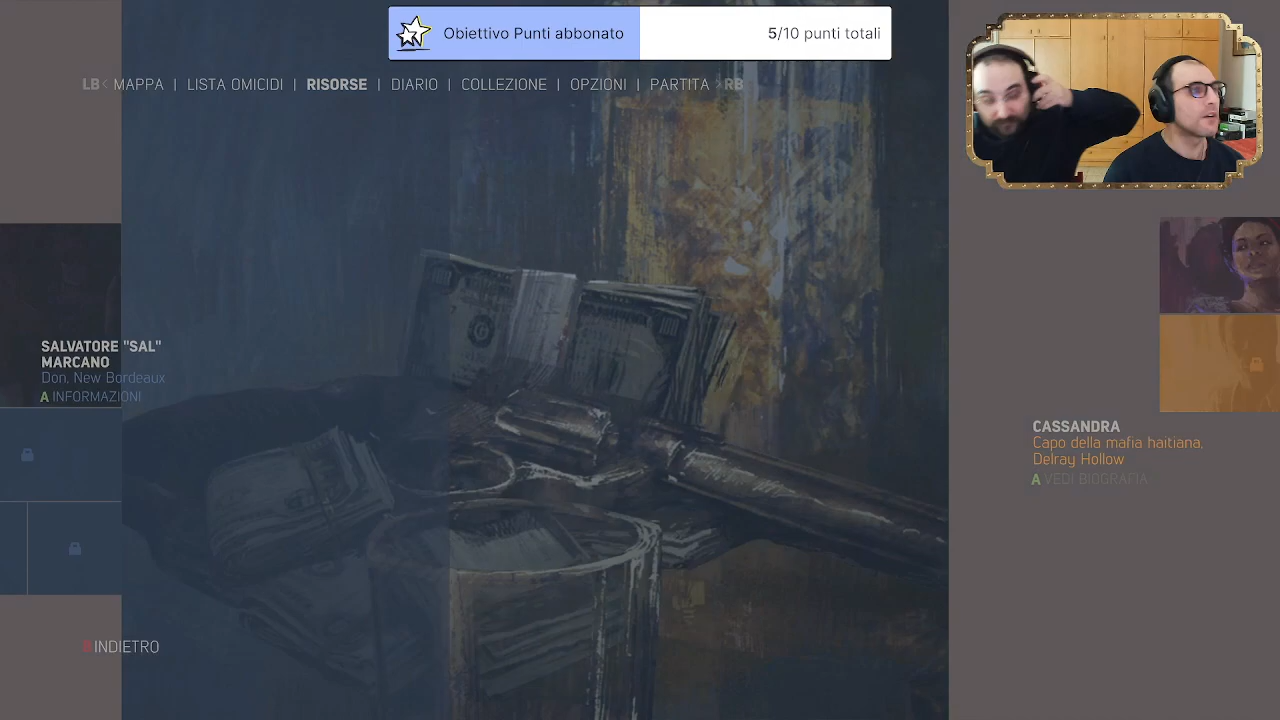 Obiettivo Punti abbonato 5/10 punti totali
LB < MAPPA | LISTA OMICIDI | RISORSE | DIARIO | COLLEZIONE | OPZIONI | PARTITA > RB
SALVATORE "SAL"
MARCANO
Don, New Bordeaux
A INFORMAZIONI
CASSANDRA
Capo della mafia haitiana,
Delray Hollow
A VEDI BIOGRAFIA
B INDIETRO